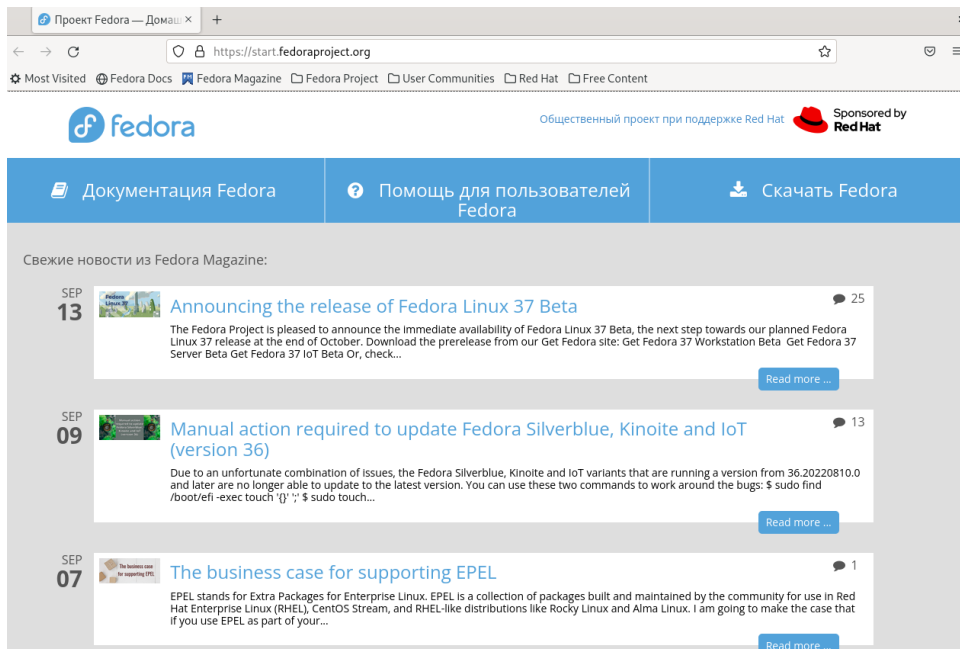 Проект Fedora — Домаш
https://start.fedoraproject.org
Most Visited Fedora Docs Fedora Magazine Fedora Project User Communities Red Hat Free Content
fedora
Общественный проект при поддержке Red Hat
Sponsored by
Red Hat
Документация Fedora
Помощь для пользователей
Fedora
Скачать Fedora
Свежие новости из Fedora Magazine:
SEP
13
Fedora
Linux 37
Announcing the release of Fedora Linux 37 Beta
25
The Fedora Project is pleased to announce the immediate availability of Fedora Linux 37 Beta, the next step towards our planned Fedora
Linux 37 release at the end of October. Download the prerelease from our Get Fedora site: Get Fedora 37 Workstation Beta Get Fedora 37
Server Beta Get Fedora 37 IoT Beta Or, check...
Read more ...
SEP
09
Manual action required to update Fedora Silverblue, Kinoite and IoT
(version 36)
13
Due to an unfortunate combination of issues, the Fedora Silverblue, Kinoite and IoT variants that are running a version from 36.20220810.0
and later are no longer able to update to the latest version. You can use these two commands to work around the bugs: $ sudo find
/boot/efi -exec touch '{}' ';' $ sudo touch...
Read more ...
SEP
07
The business case
for supporting EPEL
The business case for supporting EPEL
1
EPEL stands for Extra Packages for Enterprise Linux. EPEL is a collection of packages built and maintained by the community for use in Red
Hat Enterprise Linux (RHEL), CentOS Stream, and RHEL-like distributions like Rocky Linux and Alma Linux. I am going to make the case that
if you use EPEL as part of your...
Read more ...